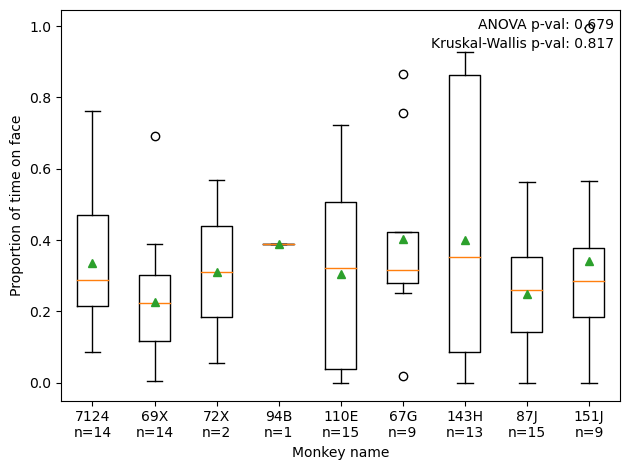 ANOVA p-val: 0.679
Kruskal-Wallis p-val: 0.817
Proportion of time on face
1.0
0.8
0.6
0.4
0.2
0.0
7124 69X 72X 94B 110E 67G 143H 87J 151J
n=14 n=14 n=2 n=1 n=15 n=9 n=13 n=15 n=9
Monkey name